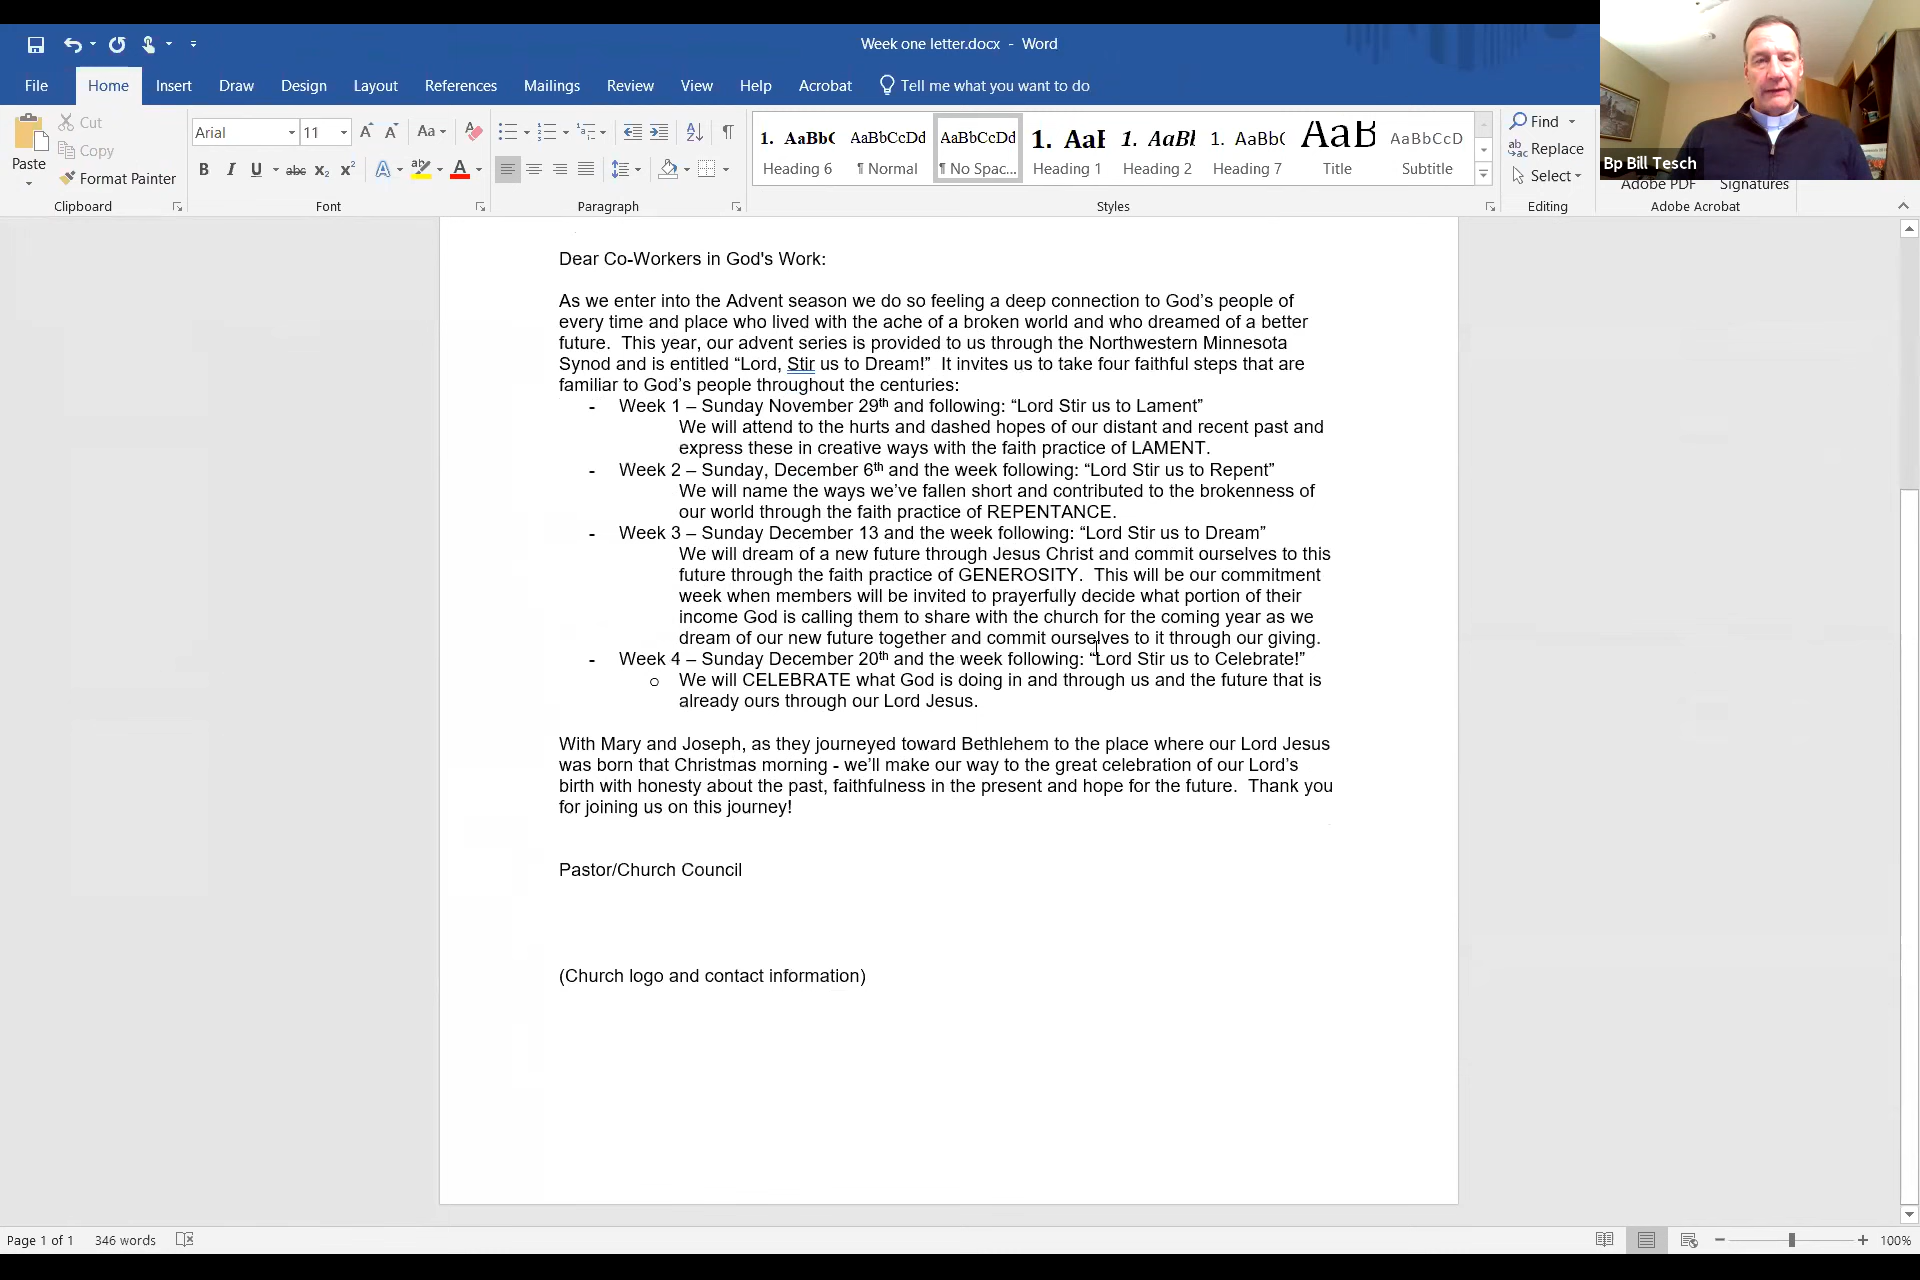 Week one letter.docx - Word
File Home Insert Draw Design Layout References Mailings Review View Help Acrobat Tell me what you want to do
Cut
Copy
Paste
Format Painter
Clipboard
Arial 11
Aa
B I U abc x₂ x² A A
Font
Paragraph
1. AaBbC AaBbCcDd AaBbCcDd 1. AaB 1. AaBb 1. AaBbC AaB AaBbCcD
Heading 6 ¶ Normal ¶ No Spac... Heading 1 Heading 2 Heading 7 Title Subtitle
Styles
Find
Replace
Select
Editing
Adobe PDF Signatures
Adobe Acrobat
Bp Bill Tesch
Dear Co-Workers in God's Work:
As we enter into the Advent season we do so feeling a deep connection to God’s people of
every time and place who lived with the ache of a broken world and who dreamed of a better
future. This year, our advent series is provided to us through the Northwestern Minnesota
Synod and is entitled “Lord, Stir us to Dream!” It invites us to take four faithful steps that are
familiar to God’s people throughout the centuries:
- Week 1 – Sunday November 29th and following: “Lord Stir us to Lament”
We will attend to the hurts and dashed hopes of our distant and recent past and
express these in creative ways with the faith practice of LAMENT.
- Week 2 – Sunday, December 6th and the week following: “Lord Stir us to Repent”
We will name the ways we’ve fallen short and contributed to the brokenness of
our world through the faith practice of REPENTANCE.
- Week 3 – Sunday December 13 and the week following: “Lord Stir us to Dream”
We will dream of a new future through Jesus Christ and commit ourselves to this
future through the faith practice of GENEROSITY. This will be our commitment
week when members will be invited to prayerfully decide what portion of their
income God is calling them to share with the church for the coming year as we
dream of our new future together and commit ourselves to it through our giving.
- Week 4 – Sunday December 20th and the week following: “Lord Stir us to Celebrate!”
o We will CELEBRATE what God is doing in and through us and the future that is
already ours through our Lord Jesus.
With Mary and Joseph, as they journeyed toward Bethlehem to the place where our Lord Jesus
was born that Christmas morning - we’ll make our way to the great celebration of our Lord’s
birth with honesty about the past, faithfulness in the present and hope for the future. Thank you
for joining us on this journey!
Pastor/Church Council
(Church logo and contact information)
Page 1 of 1 346 words 100%